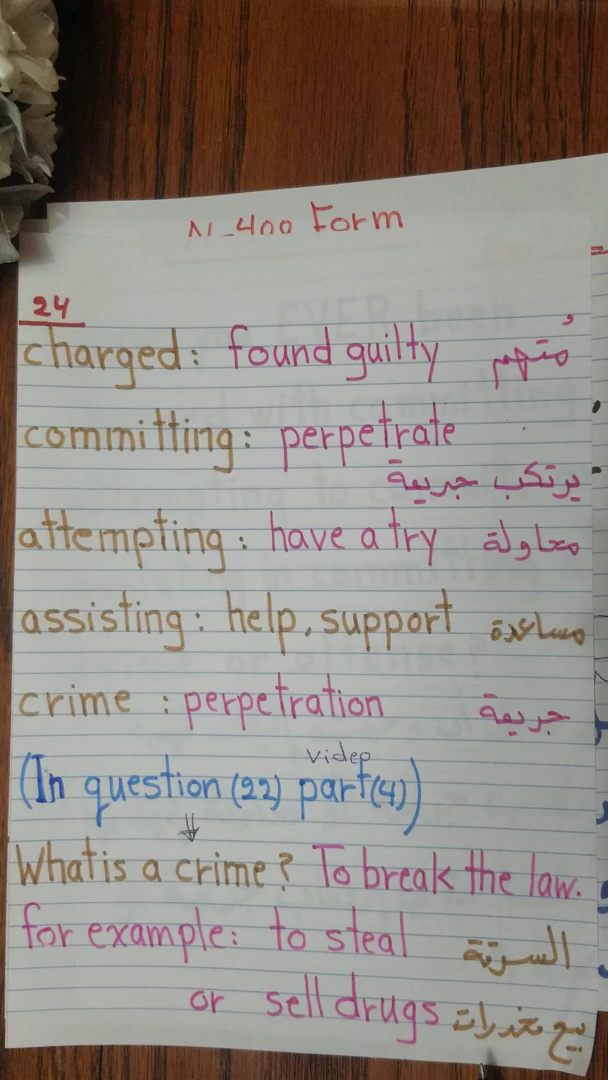 N-400 Form
24
charged: found guilty مُتهم
committing: perpetrate
يرتكب جريمة
attempting: have a try محاولة
assisting: help, support مساعدة
crime : perpetration جريمة
video
(In question (22) part (4))
What is a crime? To break the law.
for example: to steal السرقة
or sell drugs بيع مخدرات